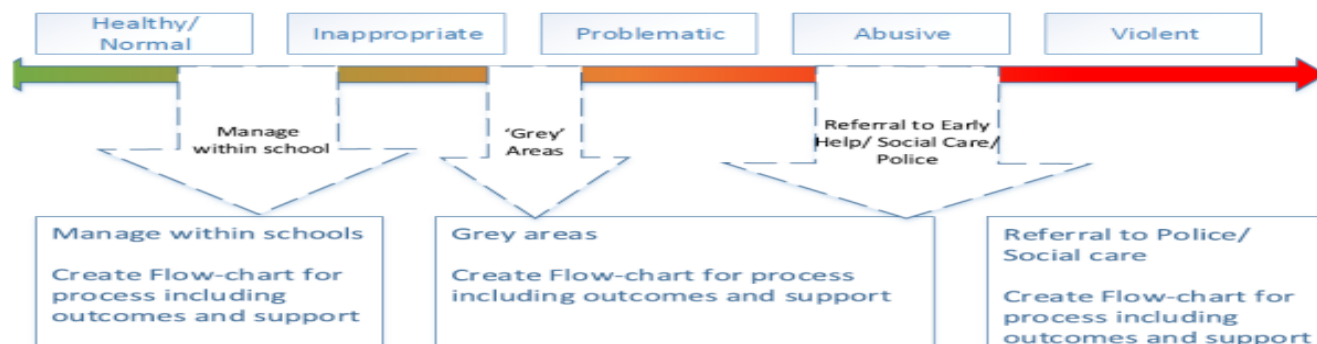 Healthy/
Normal
Inappropriate
Problematic
Abusive
Violent
Manage
within school
‘Grey’
Areas
Referral to Early
Help/ Social Care/
Police
Manage within schools
Create Flow-chart for
process including
outcomes and support
Grey areas
Create Flow-chart for process
including outcomes and support
Referral to Police/
Social care
Create Flow-chart for
process including
outcomes and support